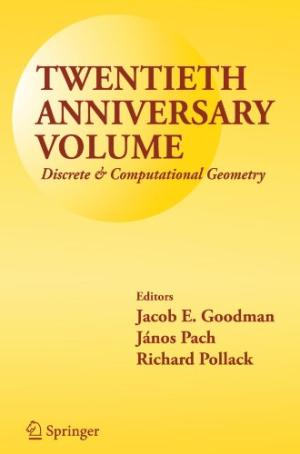 TWENTIETH
ANNIVERSARY
VOLUME
Discrete & Computational Geometry
Editors
Jacob E. Goodman
János Pach
Richard Pollack
Springer